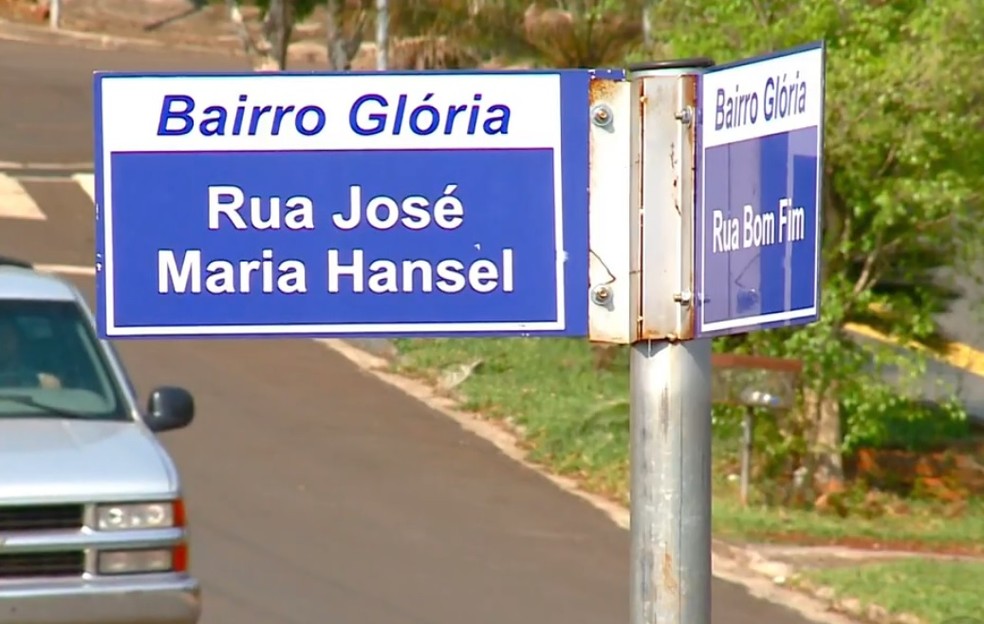 Bairro Glória
Rua José
Maria Hansel
Bairro Glória
Rua Bom Fim